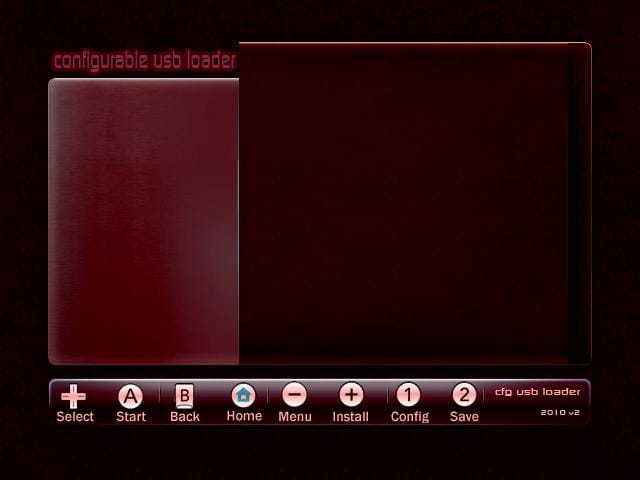 configurable usb loader
A B 1 2
Select Start Back Home Menu Install Config Save
cfg usb loader
2010 v2